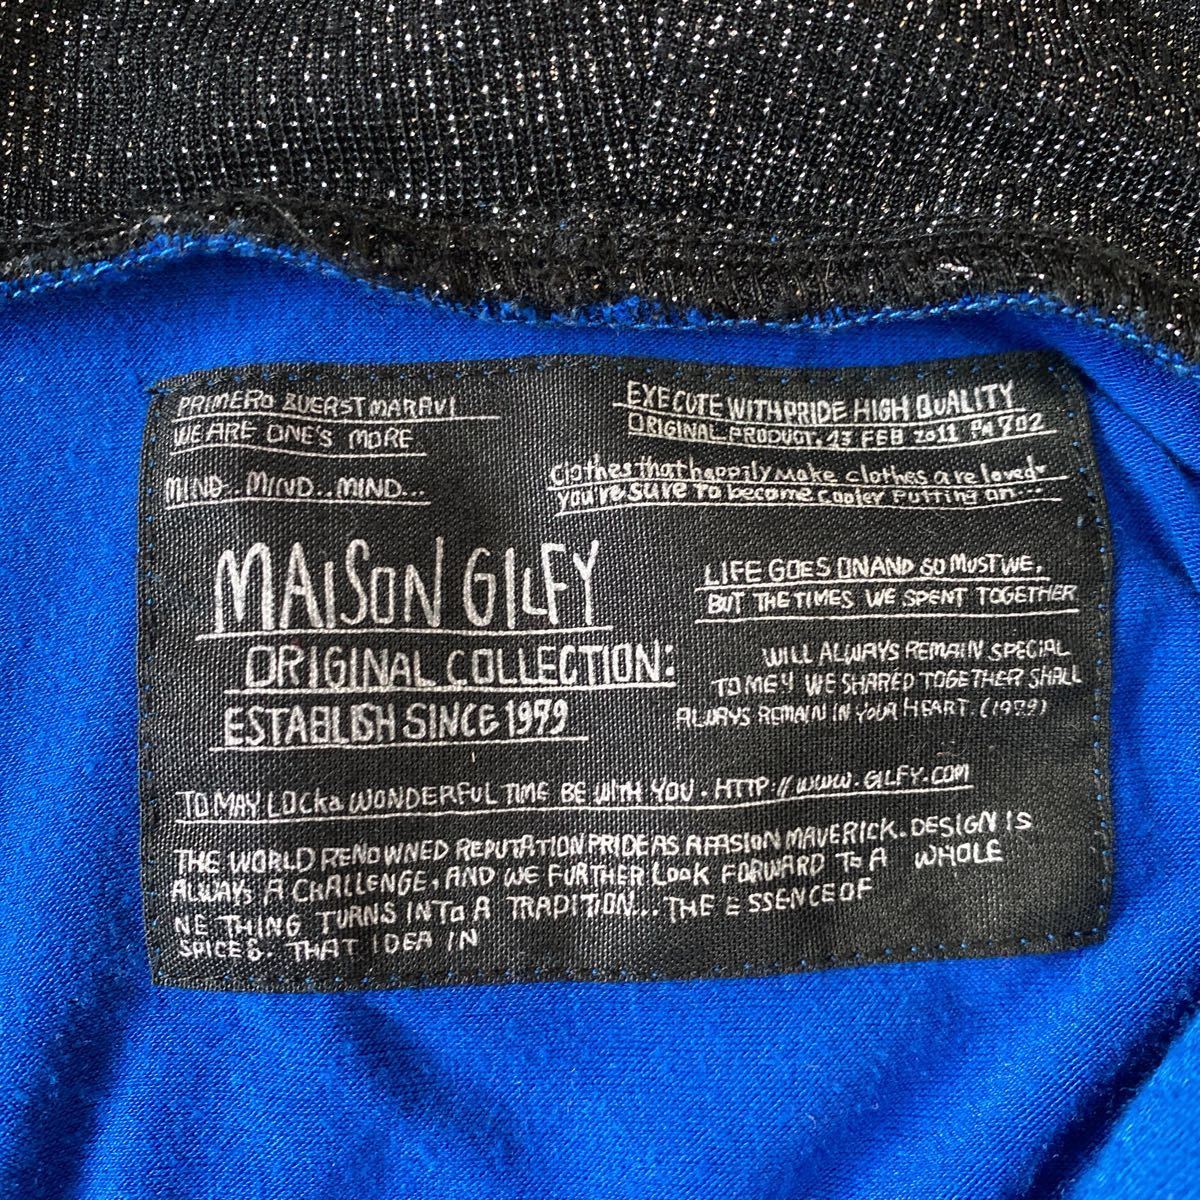 PRIMERO BUERST MARAVI
WE ARE ONE'S MORE
MIND.. MIND.. MIND...
EXECUTE WITH PRIDE HIGH QUALITY
ORIGINAL PRODUCT. 13 FEB 2011 PM 702
Clothes that happily make clothes are loved
you're sure to become cooler putting on...
MAISON GILFY
ORIGINAL COLLECTION:
ESTABLISH SINCE 1979
LIFE GOES ON AND SO MUST WE,
BUT THE TIMES WE SPENT TOGETHER
WILL ALWAYS REMAIN SPECIAL
TO ME Y WE SHARED TOGETHER SHALL
ALWAYS REMAIN IN YOUR HEART. (1979)
TO MAY LOCK a WONDERFUL TIME BE WITH YOU. HTTP://WWW.GILFY.COM
THE WORLD RENOWNED REPUTATION PRIDE AS A FASION MAVERICK. DESIGN IS
ALWAYS A CHALLENGE, AND WE FURTHER LOOK FORWARD TO A WHOLE
NE THING TURNS INTO A TRADITION... THE ESSENCE OF
SPICES. THAT IDEA IN